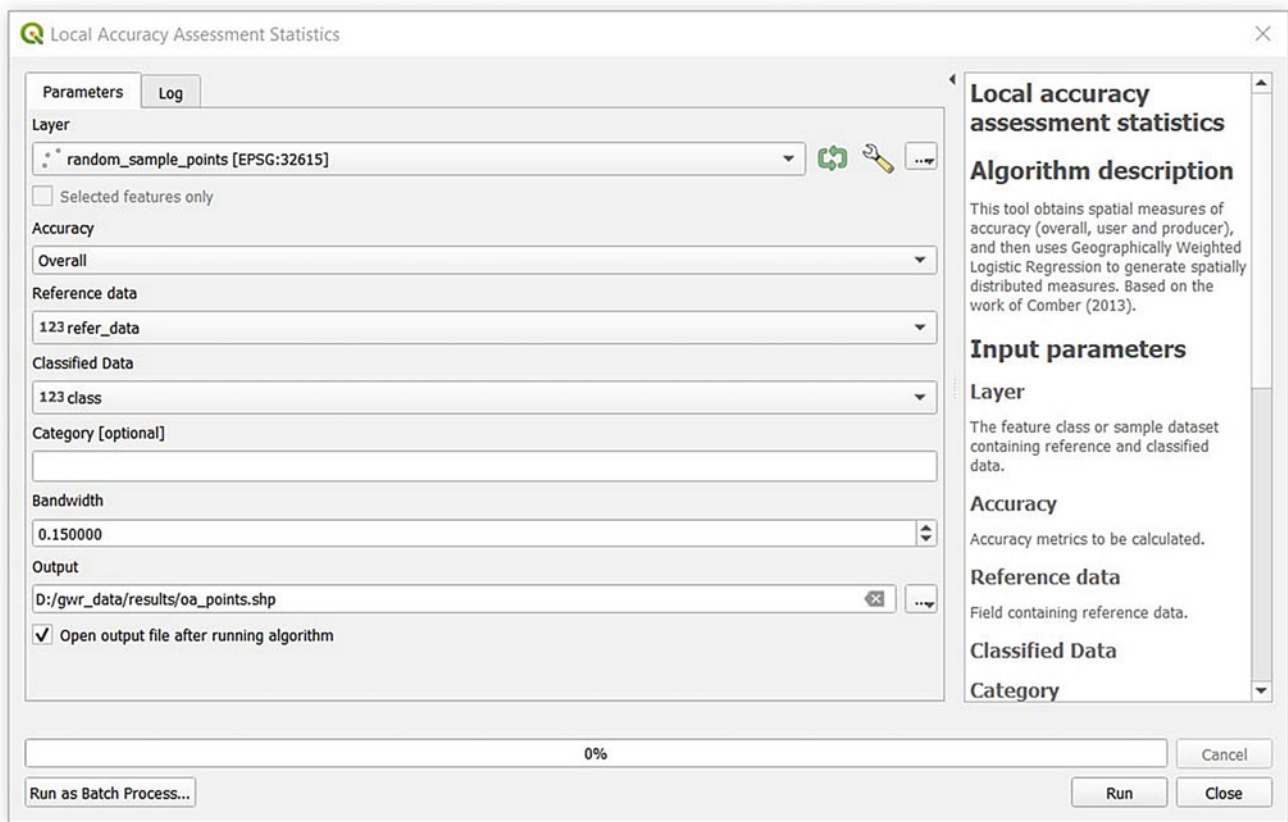 Local Accuracy Assessment Statistics
Parameters
Log
Layer
random_sample_points [EPSG:32615]
...
Selected features only
Accuracy
Overall
Reference data
123 refer_data
Classified Data
123 class
Category [optional]
Bandwidth
0.150000
Output
D:/gwr_data/results/oa_points.shp
...
Open output file after running algorithm
Local accuracy
assessment statistics
Algorithm description
This tool obtains spatial measures of
accuracy (overall, user and producer),
and then uses Geographically Weighted
Logistic Regression to generate spatially
distributed measures. Based on the
work of Comber (2013).
Input parameters
Layer
The feature class or sample dataset
containing reference and classified
data.
Accuracy
Accuracy metrics to be calculated.
Reference data
Field containing reference data.
Classified Data
Category
0%
Cancel
Run as Batch Process...
Run
Close